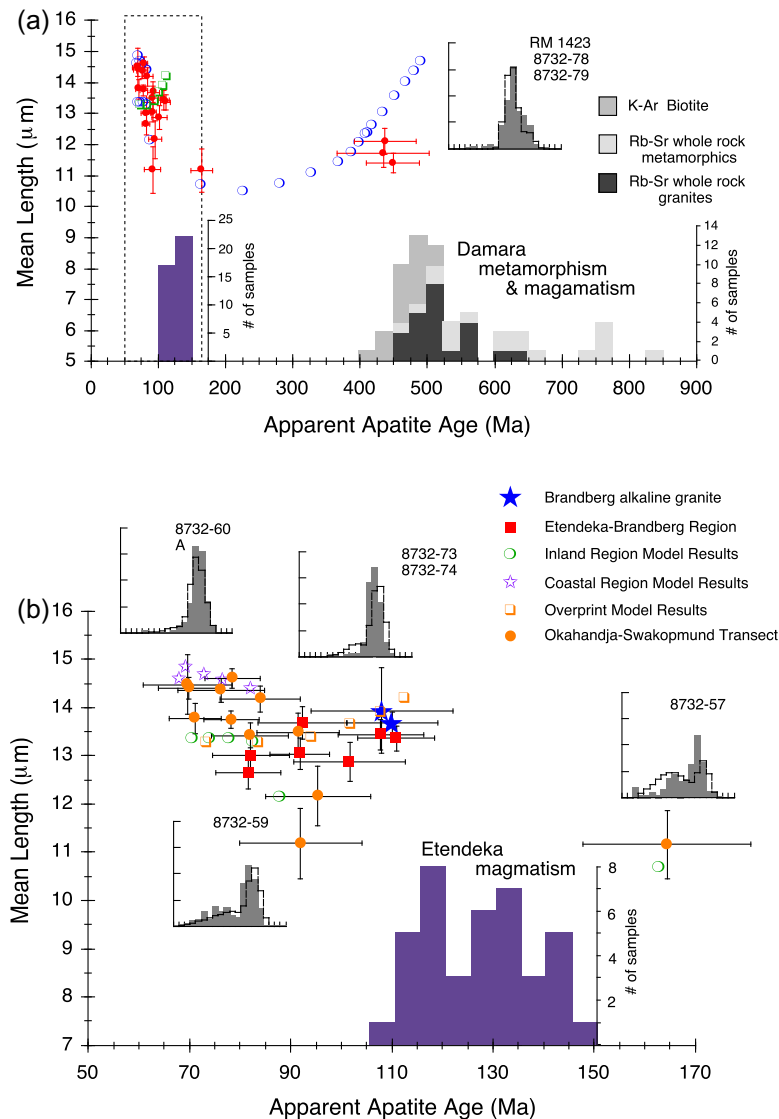 (a)
16
15
14
13
12
11
10
9
8
7
6
5
Mean Length (μm)
RM 1423
8732-78
8732-79
K-Ar Biotite
Rb-Sr whole rock
metamorphics
Rb-Sr whole rock
granites
25
20
15
10
5
0
# of samples
Damara
metamorphism
& magamatism
14
12
10
8
6
4
2
0
# of samples
0 100 200 300 400 500 600 700 800 900
Apparent Apatite Age (Ma)
(b)
8732-60
A
8732-73
8732-74
Brandberg alkaline granite
Etendeka-Brandberg Region
Inland Region Model Results
Coastal Region Model Results
Overprint Model Results
Okahandja-Swakopmund Transect
16
15
14
13
12
11
10
9
8
7
Mean Length (μm)
8732-57
8732-59
Etendeka
magmatism
8
6
4
2
# of samples
50 70 90 110 130 150 170
Apparent Apatite Age (Ma)